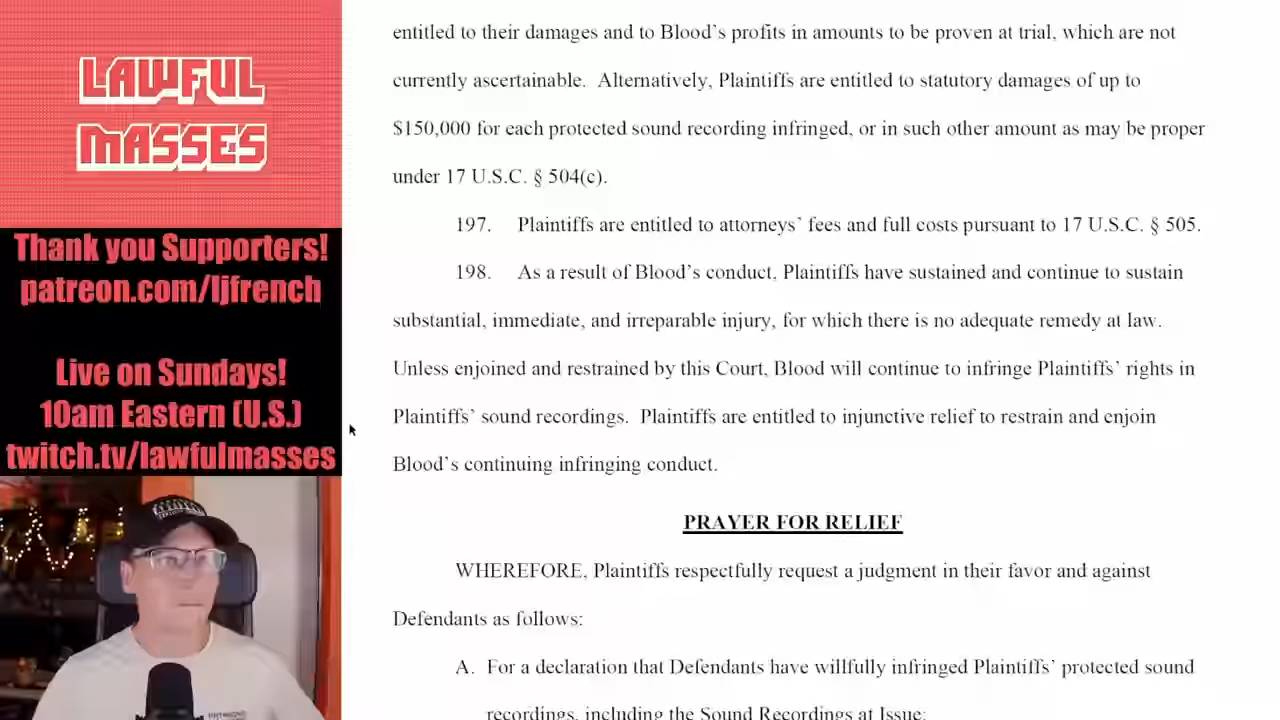 LAWFUL
MASSES
Thank you Supporters!
patreon.com/ljfrench
Live on Sundays!
10am Eastern (U.S.)
twitch.tv/lawfulmasses
entitled to their damages and to Blood’s profits in amounts to be proven at trial, which are not
currently ascertainable.  Alternatively, Plaintiffs are entitled to statutory damages of up to
$150,000 for each protected sound recording infringed, or in such other amount as may be proper
under 17 U.S.C. § 504(c).
197. Plaintiffs are entitled to attorneys’ fees and full costs pursuant to 17 U.S.C. § 505.
198. As a result of Blood’s conduct, Plaintiffs have sustained and continue to sustain
substantial, immediate, and irreparable injury, for which there is no adequate remedy at law.
Unless enjoined and restrained by this Court, Blood will continue to infringe Plaintiffs’ rights in
Plaintiffs’ sound recordings.  Plaintiffs are entitled to injunctive relief to restrain and enjoin
Blood’s continuing infringing conduct.
PRAYER FOR RELIEF
WHEREFORE, Plaintiffs respectfully request a judgment in their favor and against
Defendants as follows:
A. For a declaration that Defendants have willfully infringed Plaintiffs’ protected sound
recordings, including the Sound Recordings at Issue;